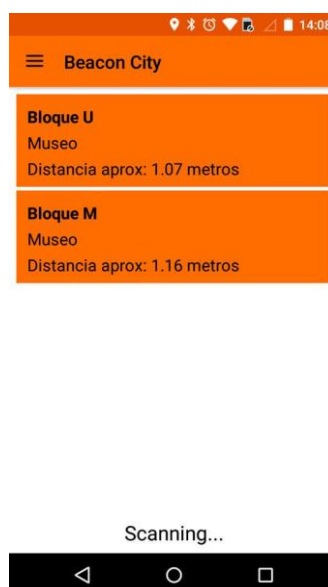 14:08
Beacon City
Bloque U
Museo
Distancia aprox: 1.07 metros
Bloque M
Museo
Distancia aprox: 1.16 metros
Scanning...